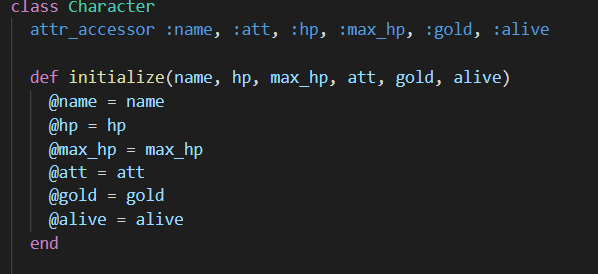 class Character
attr_accessor :name, :att, :hp, :max_hp, :gold, :alive
def initialize(name, hp, max_hp, att, gold, alive)
@name = name
@hp = hp
@max_hp = max_hp
@att = att
@gold = gold
@alive = alive
end